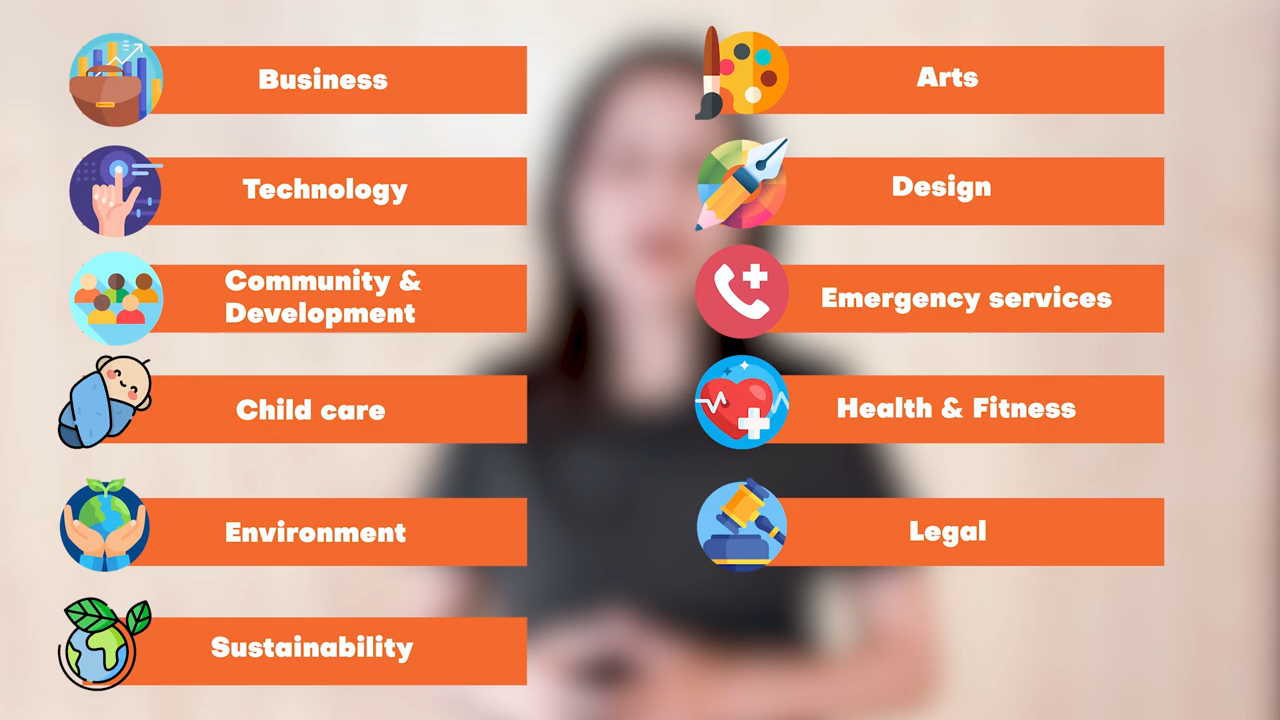 Business
Technology
Community &
Development
Child care
Environment
Sustainability
Arts
Design
Emergency services
Health & Fitness
Legal